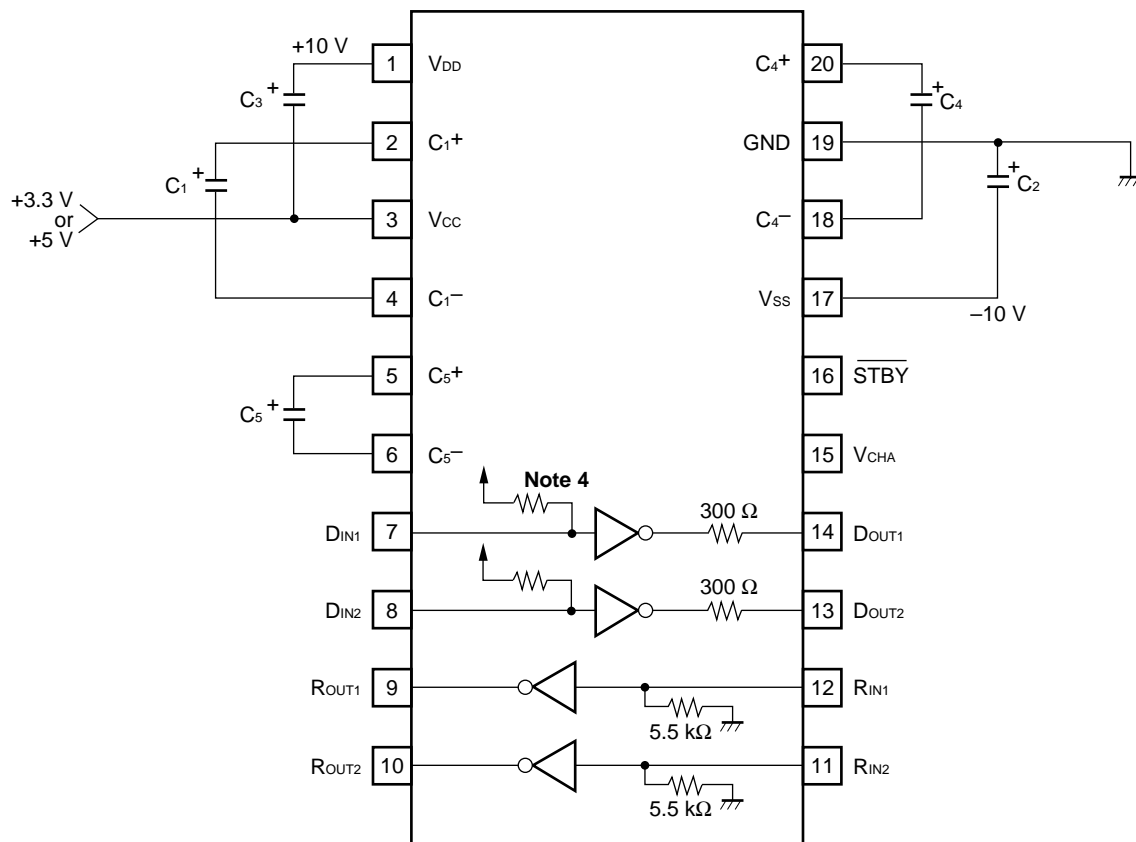 +10 V
1 VDD C4+ 20
C3 + + C4
2 C1+ GND 19
C1 + + C2
+3.3 V
or
+5 V
3 VCC C4– 18
4 C1– VSS 17
–10 V
5 C5+ STBY 16
C5 +
6 C5– 15 VCHA
Note 4
300 Ω
DIN1 7 14 DOUT1
300 Ω
DIN2 8 13 DOUT2
ROUT1 9 12 RIN1
5.5 kΩ
ROUT2 10 11 RIN2
5.5 kΩ